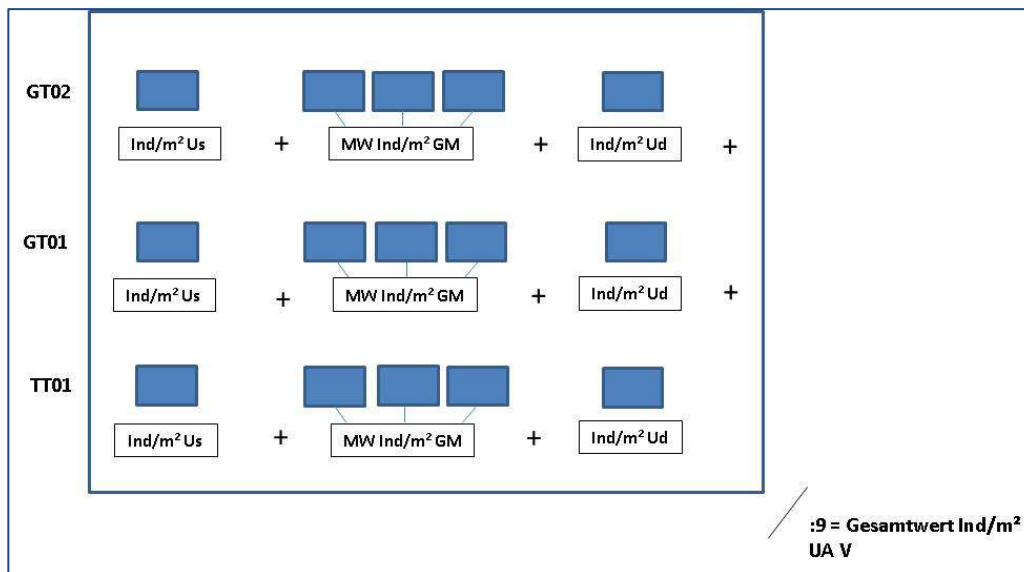 GT02
Ind/m² Us + MW Ind/m² GM + Ind/m² Ud +
GT01
Ind/m² Us + MW Ind/m² GM + Ind/m² Ud +
TT01
Ind/m² Us + MW Ind/m² GM + Ind/m² Ud
:9 = Gesamtwert Ind/m²
UA V